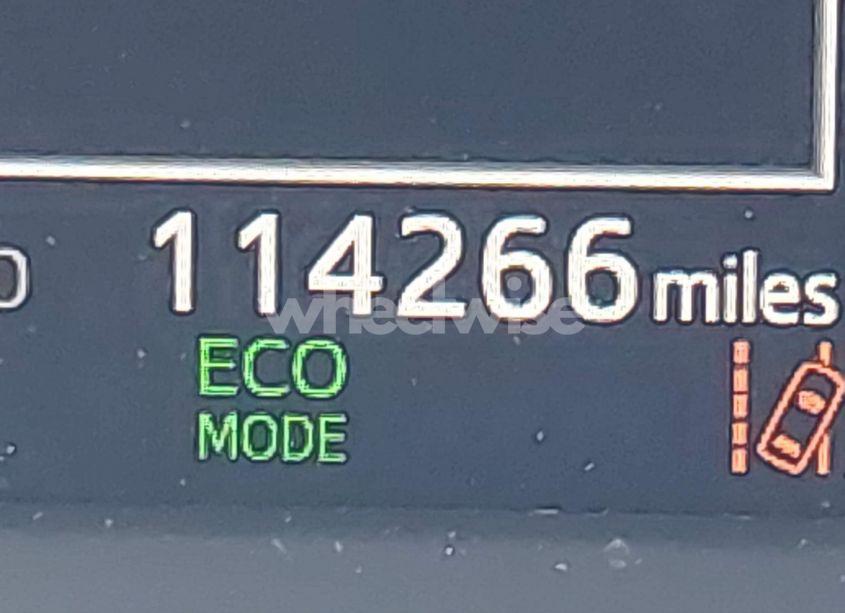 114266 miles
wheelwise
ECO
MODE